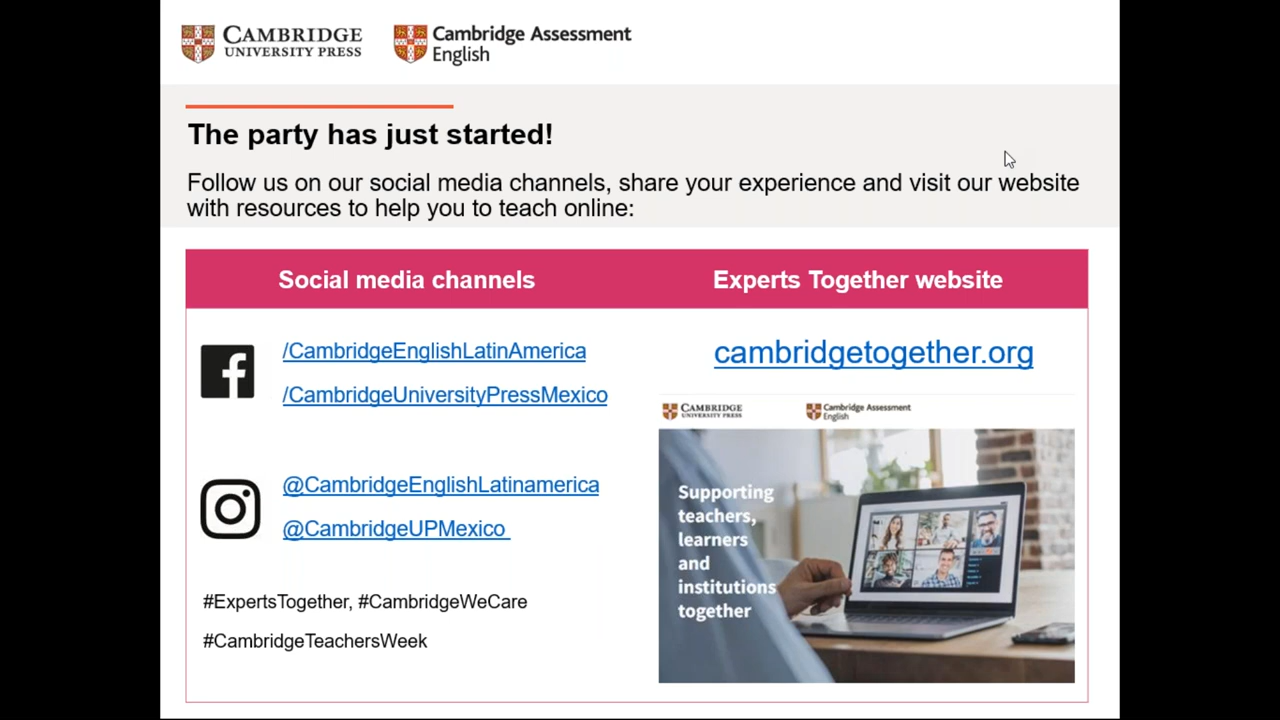 CAMBRIDGE
UNIVERSITY PRESS
Cambridge Assessment
English
The party has just started!
Follow us on our social media channels, share your experience and visit our website
with resources to help you to teach online:
Social media channels
Experts Together website
/CambridgeEnglishLatinAmerica
/CambridgeUniversityPressMexico
@CambridgeEnglishLatinamerica
@CambridgeUPMexico
#ExpertsTogether, #CambridgeWeCare
#CambridgeTeachersWeek
cambridgetogether.org
CAMBRIDGE
UNIVERSITY PRESS
Cambridge Assessment
English
Supporting
teachers,
learners
and
institutions
together